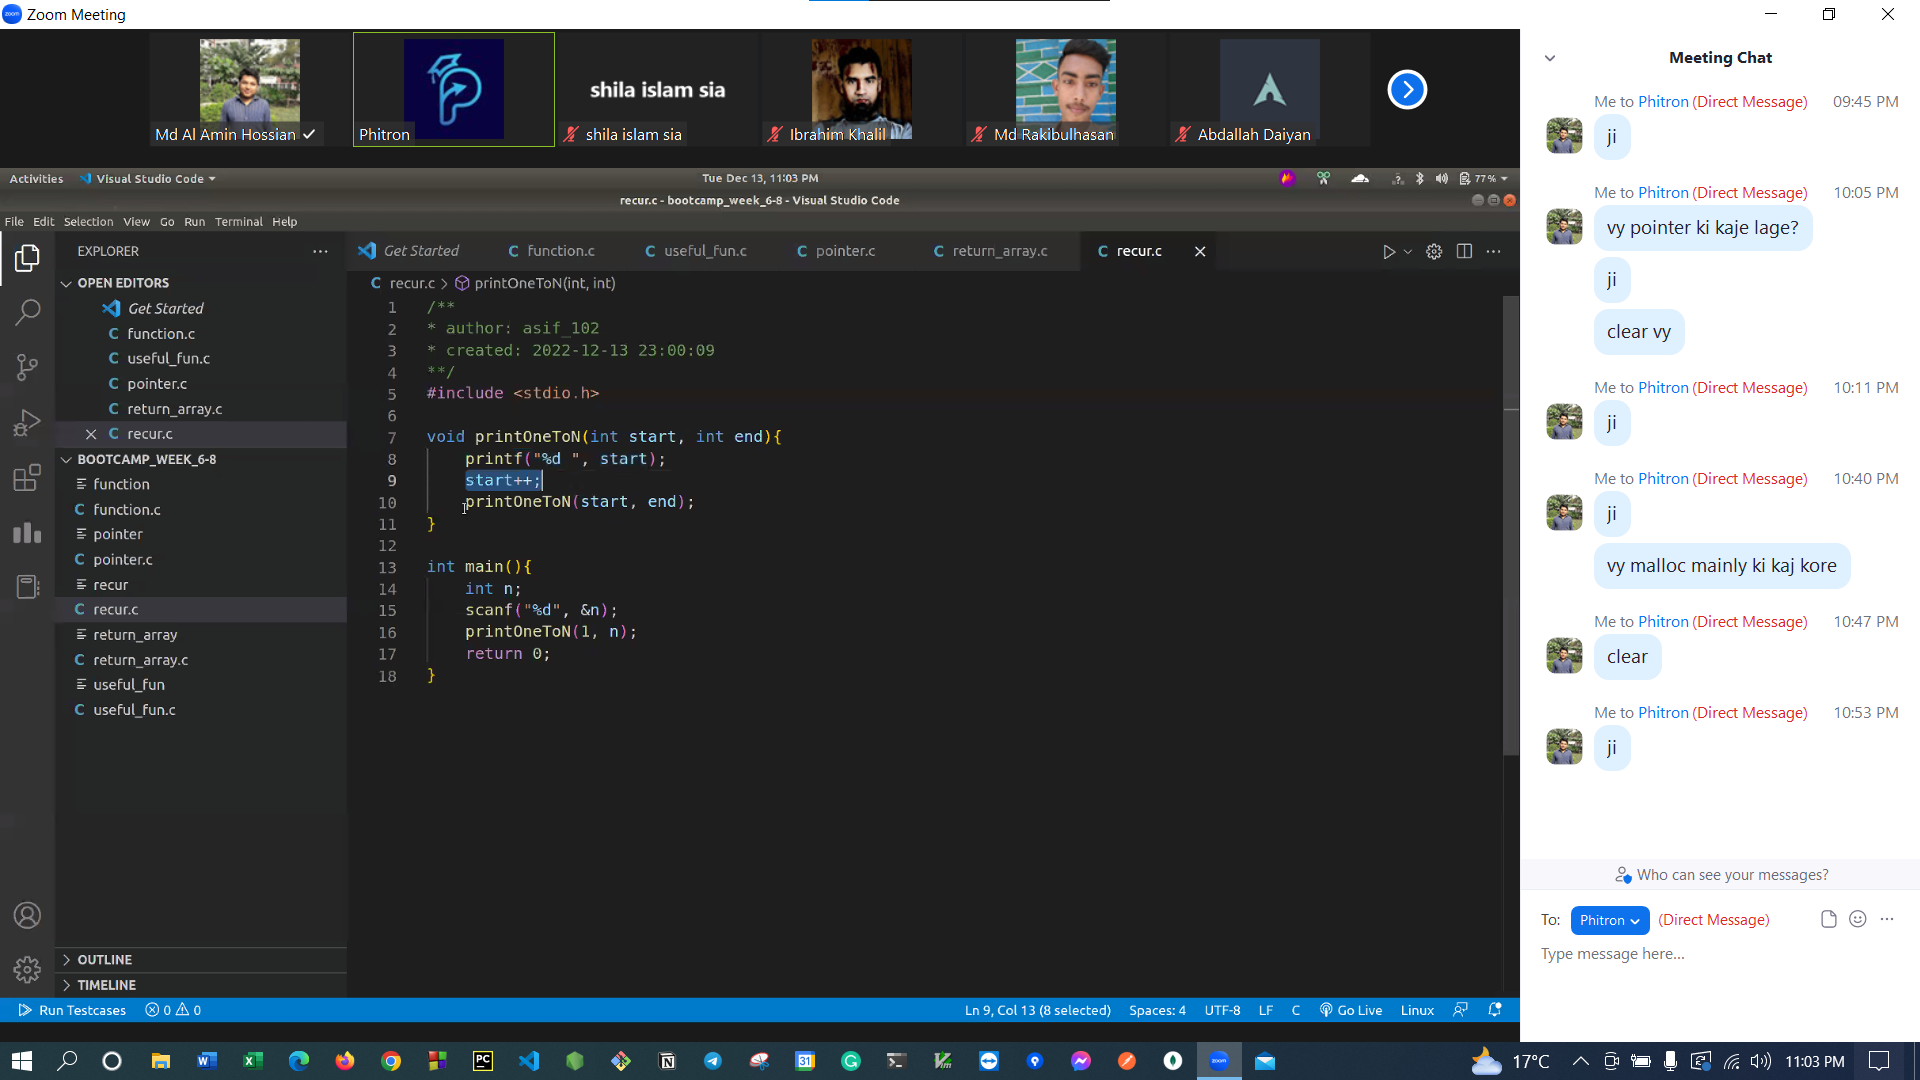 Zoom Meeting
shila islam sia
Md Al Amin Hossian
Phitron
shila islam sia
Ibrahim Khalil
Md Rakibulhasan
Abdallah Daiyan
Activities Visual Studio Code Tue Dec 13, 11:03 PM 77%
recur.c - bootcamp_week_6-8 - Visual Studio Code
File Edit Selection View Go Run Terminal Help
EXPLORER
OPEN EDITORS
Get Started
function.c
useful_fun.c
pointer.c
return_array.c
recur.c
BOOTCAMP_WEEK_6-8
function
function.c
pointer
pointer.c
recur
recur.c
return_array
return_array.c
useful_fun
useful_fun.c
OUTLINE
TIMELINE
Get Started C function.c C useful_fun.c C pointer.c C return_array.c C recur.c
C recur.c > printOneToN(int, int)
1 /**
2 * author: asif_102
3 * created: 2022-12-13 23:00:09
4 **/
5 #include <stdio.h>
6
7 void printOneToN(int start, int end){
8 printf("%d ", start);
9 start++;
10 printOneToN(start, end);
11 }
12
13 int main(){
14 int n;
15 scanf("%d", &n);
16 printOneToN(1, n);
17 return 0;
18 }
Run Testcases 0 0 Ln 9, Col 13 (8 selected) Spaces: 4 UTF-8 LF C Go Live Linux
Meeting Chat
Me to Phitron (Direct Message) 09:45 PM
ji
Me to Phitron (Direct Message) 10:05 PM
vy pointer ki kaje lage?
ji
clear vy
Me to Phitron (Direct Message) 10:11 PM
ji
Me to Phitron (Direct Message) 10:40 PM
ji
vy malloc mainly ki kaj kore
Me to Phitron (Direct Message) 10:47 PM
clear
Me to Phitron (Direct Message) 10:53 PM
ji
Who can see your messages?
To: Phitron (Direct Message)
Type message here...
17°C 11:03 PM